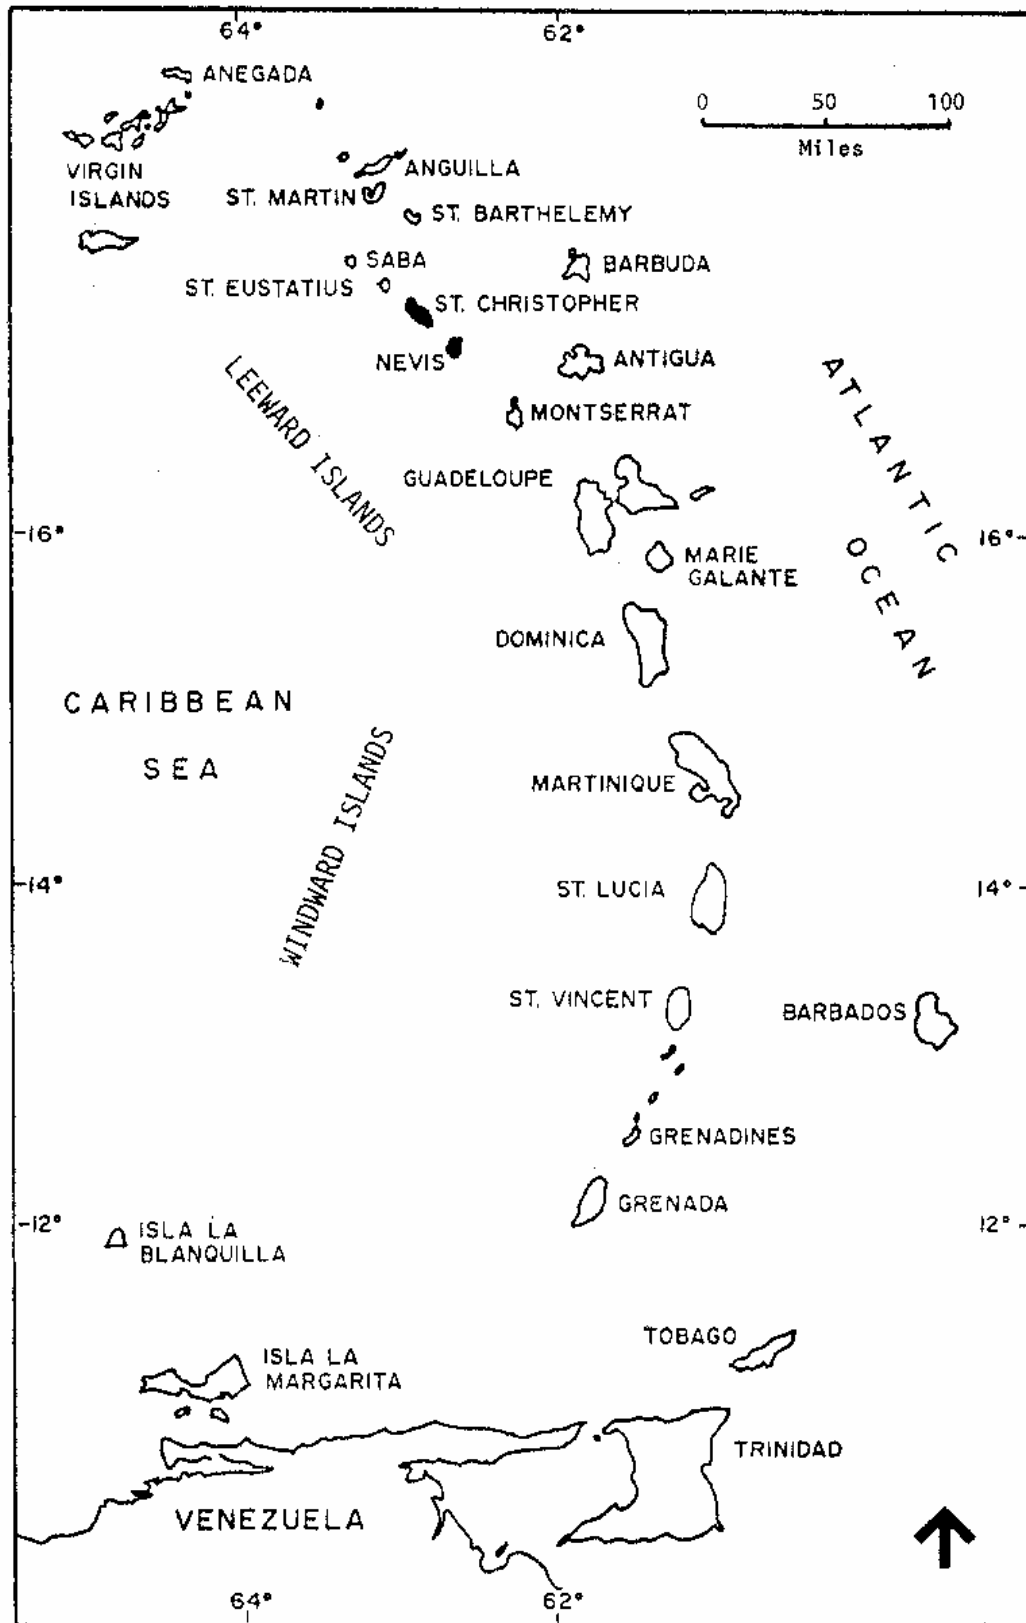 64°
62°
ANEGADA
0 50 100
Miles
VIRGIN
ISLANDS
ANGUILLA
ST. MARTIN
ST. BARTHELEMY
SABA
BARBUDA
ST. EUSTATIUS
ST. CHRISTOPHER
NEVIS
ANTIGUA
MONTSERRAT
LEEWARD ISLANDS
ATLANTIC
OCEAN
GUADELOUPE
16°
16°
MARIE
GALANTE
DOMINICA
CARIBBEAN
SEA
WINDWARD ISLANDS
MARTINIQUE
14°
14°
ST. LUCIA
ST. VINCENT
BARBADOS
GRENADINES
GRENADA
12°
12°
ISLA LA
BLANQUILLA
TOBAGO
ISLA LA
MARGARITA
TRINIDAD
VENEZUELA
64°
62°